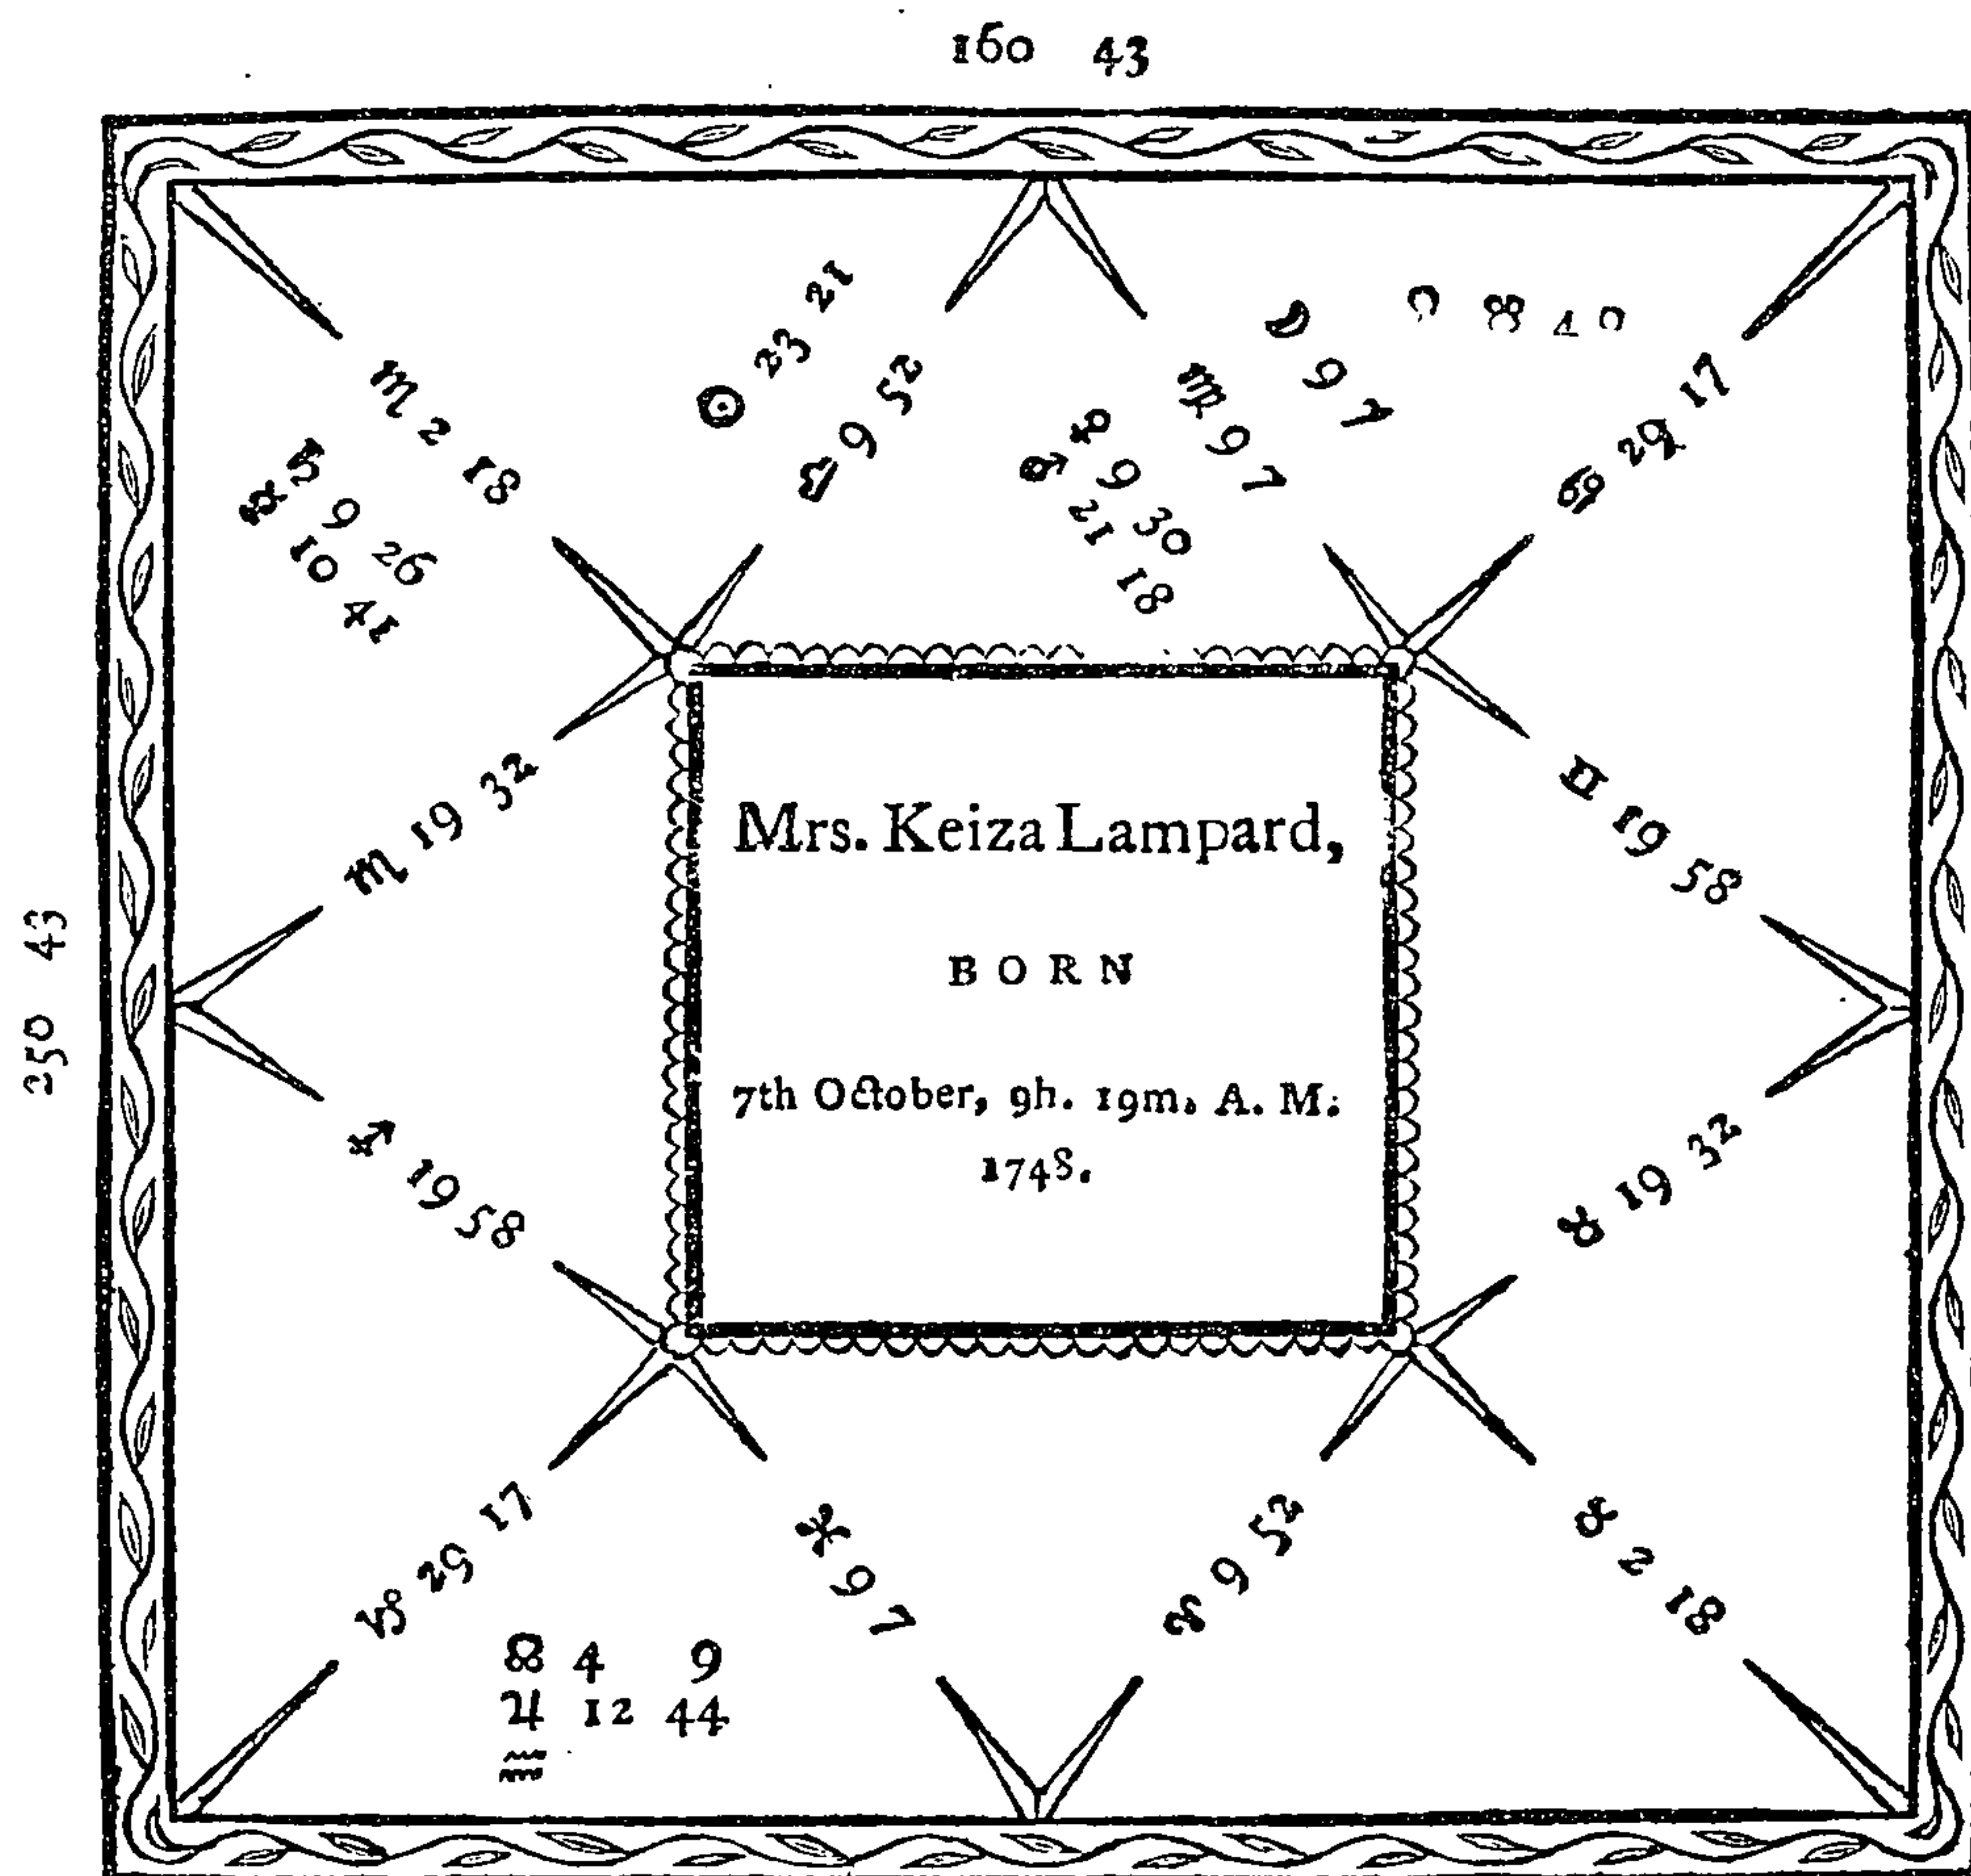 160 43
☉ 23 21
♎ 9 52
♏ 2 18
♄ 9 26
☿ 10 41
♀ 9 30
♂ 21 18
♍ 9 7
☽ 9 7
♋ 29 17
♏ 19 32
♊ 19 58
250 43
Mrs. Keiza Lampard,
BORN
7th October, 9h. 19m. A. M.
1748.
♐ 19 58
♉ 19 32
♑ 29 17
♓ 9 7
♈ 9 52
♉ 2 18
☊ 4 9
♃ 12 44
♒